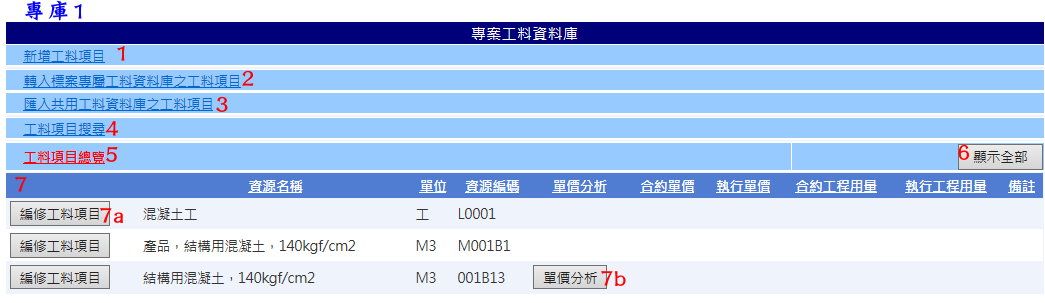 專庫1
專案工料資料庫
新增工料項目 1
轉入標案專屬工料資料庫之工料項目 2
匯入共用工料資料庫之工料項目 3
工料項目搜尋 4
工料項目總覽 5 6 顯示全部
7 資源名稱 單位 資源編碼 單價分析 合約單價 執行單價 合約工程用量 執行工程用量 備註
編修工料項目 7a 混凝土工 工 L0001
編修工料項目 產品，結構用混凝土，140kgf/cm2 M3 M001B1
編修工料項目 結構用混凝土，140kgf/cm2 M3 001B13 單價分析 7b